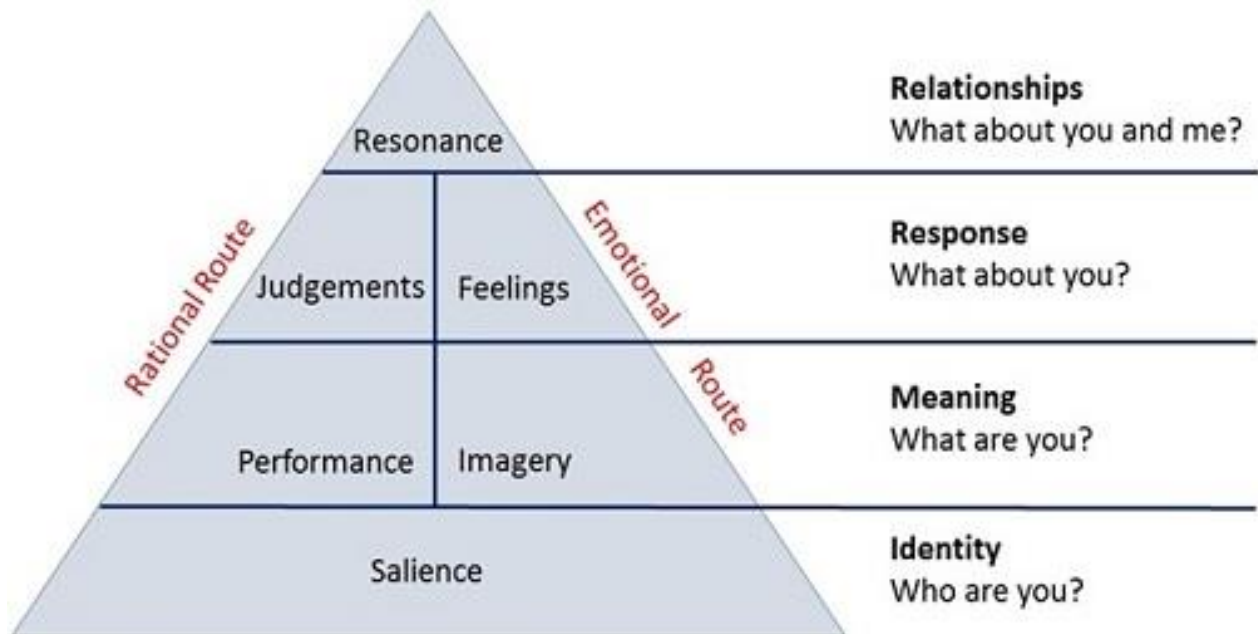 Resonance
Relationships
What about you and me?
Rational Route
Emotional Route
Judgements
Feelings
Response
What about you?
Performance
Imagery
Meaning
What are you?
Salience
Identity
Who are you?